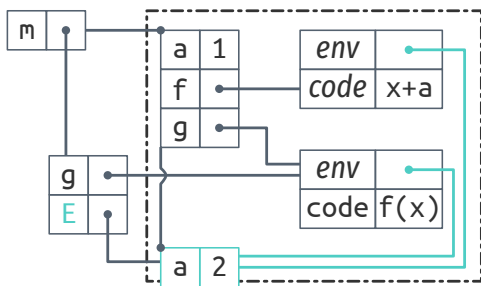 m
a 1
f
g
env
code x+a
g
E
env
code f(x)
a 2